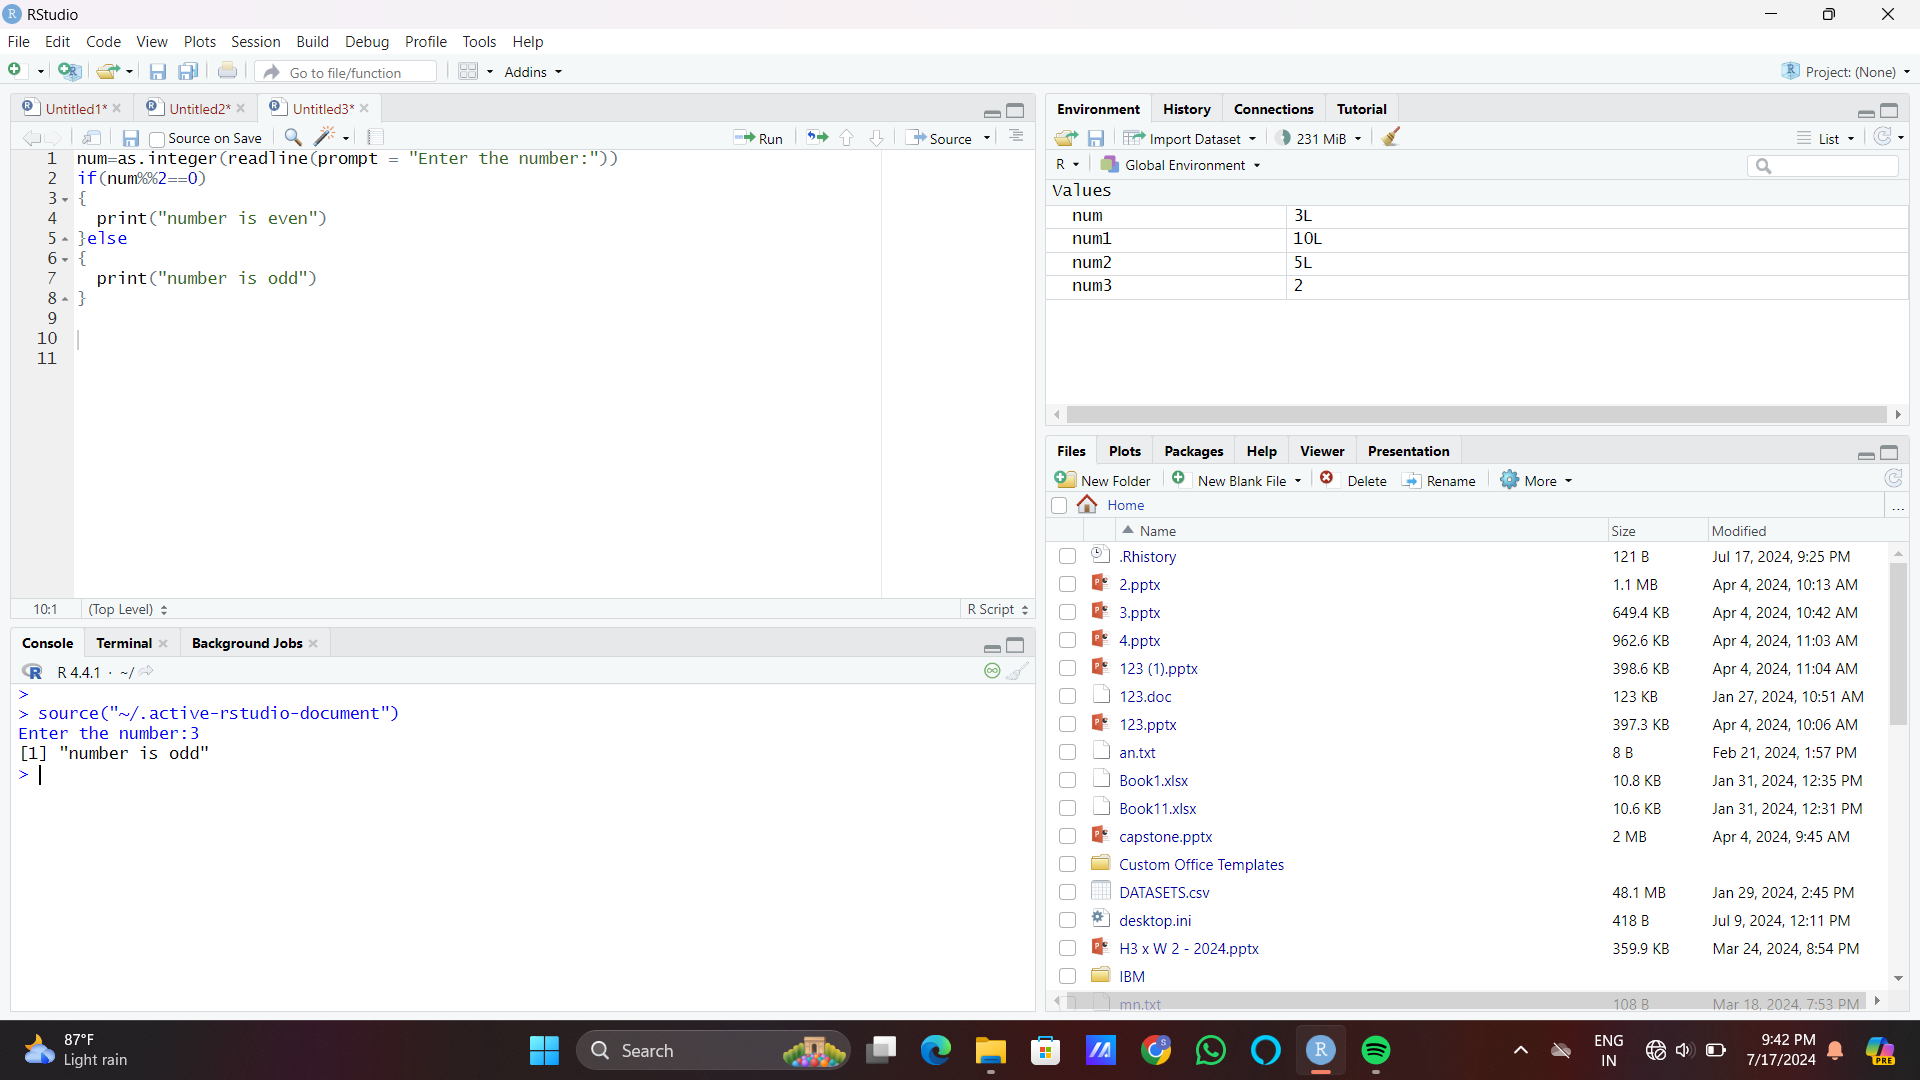 RStudio
File Edit Code View Plots Session Build Debug Profile Tools Help
Go to file/function Addins Project: (None)
Untitled1* Untitled2* Untitled3*
Source on Save Run Source
1 num=as.integer(readline(prompt = "Enter the number:"))
2 if(num%%2==0)
3 {
4 print("number is even")
5 }else
6 {
7 print("number is odd")
8 }
9
10
11
10:1 (Top Level) R Script
Console Terminal Background Jobs
R 4.4.1 · ~/
>
> source("~/.active-rstudio-document")
Enter the number:3
[1] "number is odd"
>
Environment History Connections Tutorial
Import Dataset 231 MiB List
R Global Environment
Values
num 3L
num1 10L
num2 5L
num3 2
Files Plots Packages Help Viewer Presentation
New Folder New Blank File Delete Rename More
Home ...
Name Size Modified
.Rhistory 121 B Jul 17, 2024, 9:25 PM
2.pptx 1.1 MB Apr 4, 2024, 10:13 AM
3.pptx 649.4 KB Apr 4, 2024, 10:42 AM
4.pptx 962.6 KB Apr 4, 2024, 11:03 AM
123 (1).pptx 398.6 KB Apr 4, 2024, 11:04 AM
123.doc 123 KB Jan 27, 2024, 10:51 AM
123.pptx 397.3 KB Apr 4, 2024, 10:06 AM
an.txt 8 B Feb 21, 2024, 1:57 PM
Book1.xlsx 10.8 KB Jan 31, 2024, 12:35 PM
Book11.xlsx 10.6 KB Jan 31, 2024, 12:31 PM
capstone.pptx 2 MB Apr 4, 2024, 9:45 AM
Custom Office Templates
DATASETS.csv 48.1 MB Jan 29, 2024, 2:45 PM
desktop.ini 418 B Jul 9, 2024, 12:11 PM
H3 x W 2 - 2024.pptx 359.9 KB Mar 24, 2024, 8:54 PM
IBM
mn.txt 108 B Mar 18, 2024, 7:53 PM
87°F
Light rain
Search
ENG
IN
9:42 PM
7/17/2024
PRE